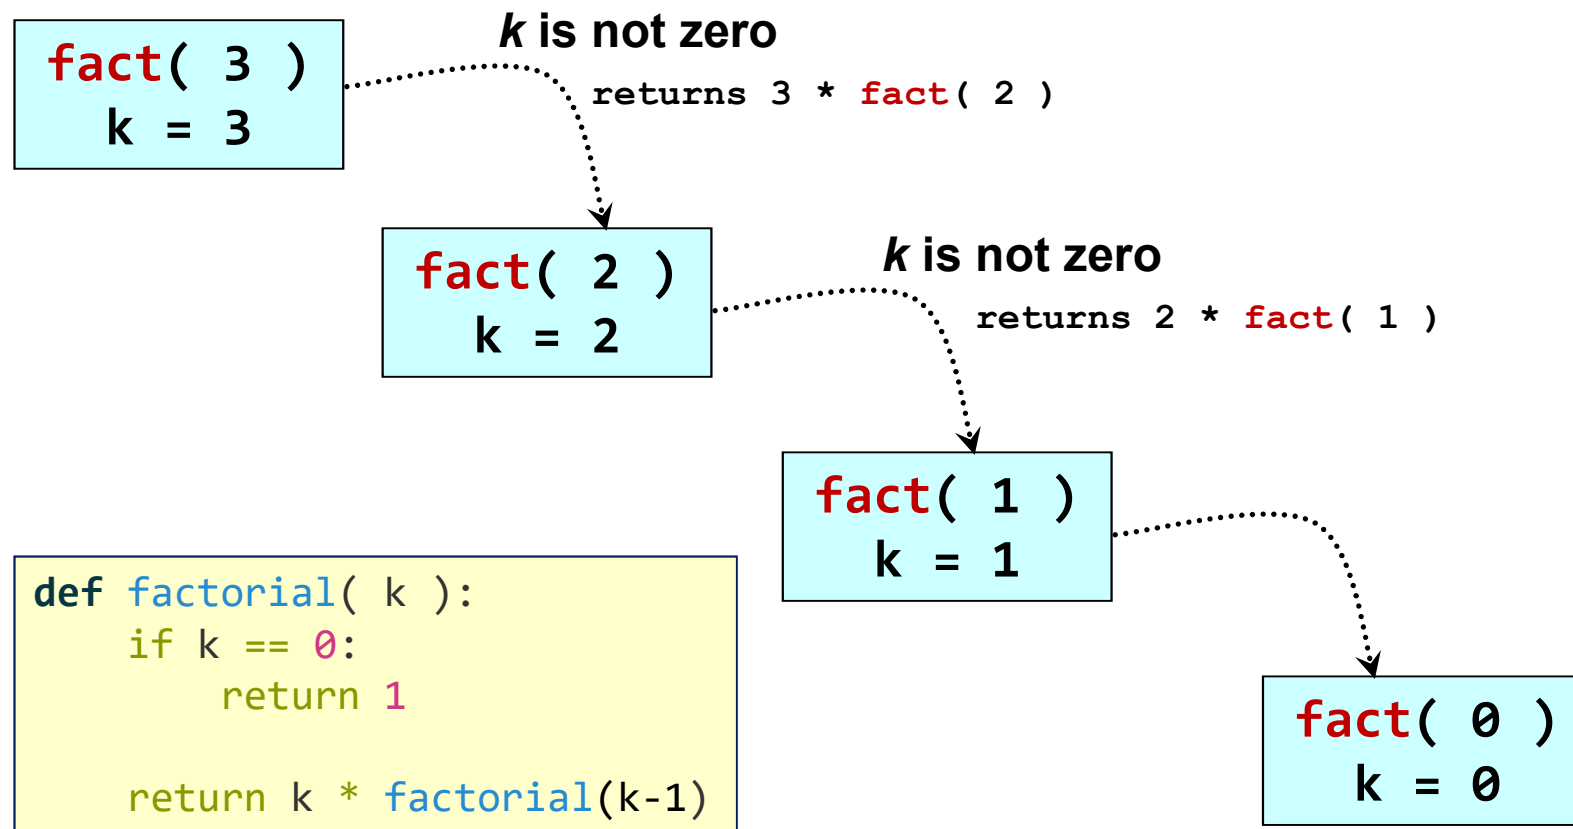 fact( 3 )
k = 3
k is not zero
returns 3 * fact( 2 )
fact( 2 )
k = 2
k is not zero
returns 2 * fact( 1 )
fact( 1 )
k = 1
fact( 0 )
k = 0
def factorial( k ):
    if k == 0:
        return 1

    return k * factorial(k-1)